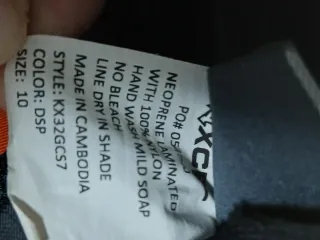 XCE
PO# 05
NEOPRENE LAMINATED
WITH 100% NYLON
HAND WASH MILD SOAP
NO BLEACH
LINE DRY IN SHADE
MADE IN CAMBODIA
STYLE: KX32GCS7
COLOR: DSP
SIZE: 10